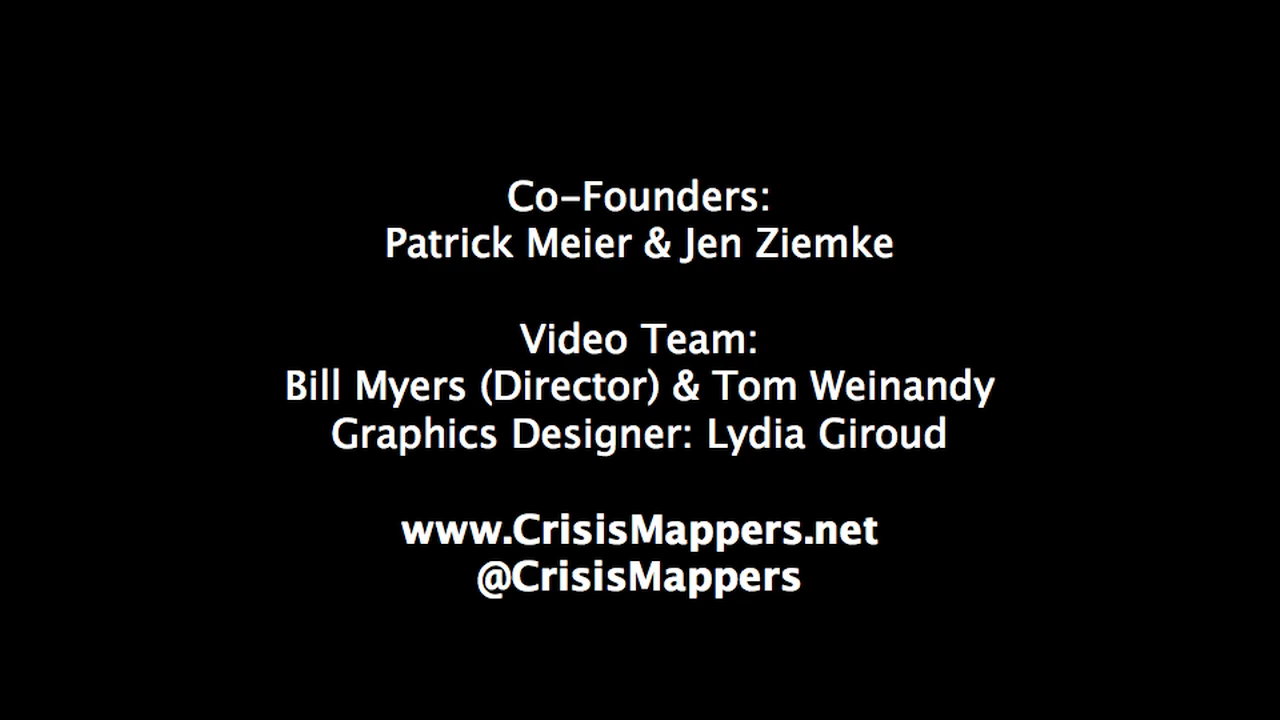 Co-Founders:
Patrick Meier & Jen Ziemke
Video Team:
Bill Myers (Director) & Tom Weinandy
Graphics Designer: Lydia Giroud
www.CrisisMappers.net
@CrisisMappers